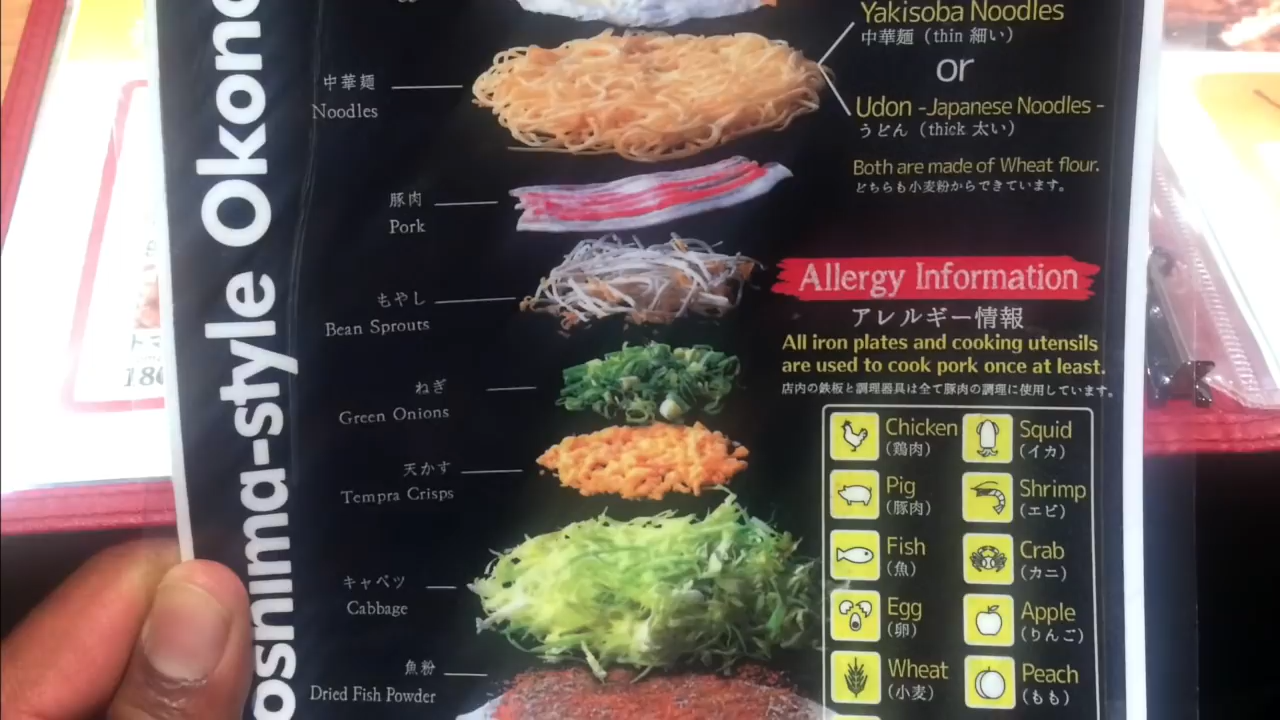 oshima-style Okono
中華麺
Noodles
豚肉
Pork
もやし
Bean Sprouts
ねぎ
Green Onions
天かす
Tempra Crisps
キャベツ
Cabbage
魚粉
Dried Fish Powder
Yakisoba Noodles
中華麺（thin 細い）
or
Udon -Japanese Noodles-
うどん（thick 太い）
Both are made of Wheat flour.
どちらも小麦粉からできています。
Allergy Information
アレルギー情報
All iron plates and cooking utensils
are used to cook pork once at least.
店内の鉄板と調理器具は全て豚肉の調理に使用しています。
Chicken
（鶏肉）
Squid
（イカ）
Pig
（豚肉）
Shrimp
（エビ）
Fish
（魚）
Crab
（カニ）
Egg
（卵）
Apple
（りんご）
Wheat
（小麦）
Peach
（もも）